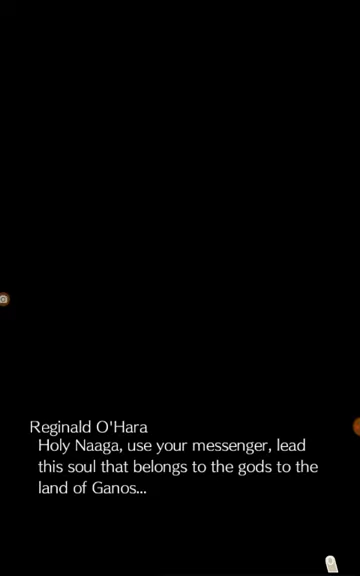 Reginald O'Hara
Holy Naaga, use your messenger, lead
this soul that belongs to the gods to the
land of Ganos...